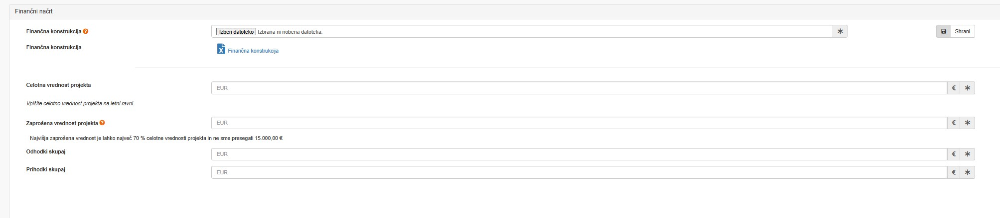 Finančni načrt
Finančna konstrukcija
Izberi datoteko Izbrana ni nobena datoteka.
Shrani
Finančna konstrukcija
Finančna konstrukcija
Celotna vrednost projekta
EUR €
Vpišite celotno vrednost projekta na letni ravni.
Zaprošena vrednost projekta
EUR €
Najvišja zaprošena vrednost je lahko največ 70 % celotne vrednosti projekta in ne sme presegati 15.000,00 €
Odhodki skupaj
EUR €
Prihodki skupaj
EUR €